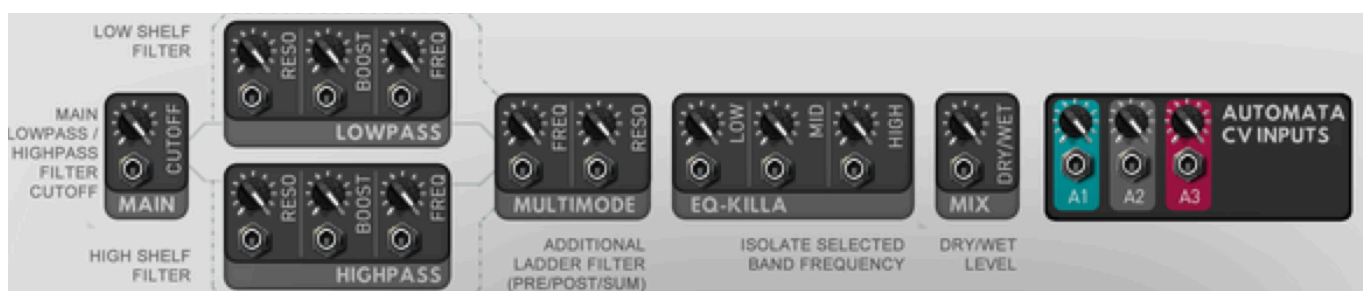 LOW SHELF
FILTER
RESO
BOOST
FREQ
LOWPASS
MAIN
LOWPASS /
HIGHPASS
FILTER
CUTOFF
CUTOFF
MAIN
RESO
BOOST
FREQ
HIGHPASS
HIGH SHELF
FILTER
FREQ
RESO
MULTIMODE
ADDITIONAL
LADDER FILTER
(PRE/POST/SUM)
LOW
MID
HIGH
EQ-KILLA
ISOLATE SELECTED
BAND FREQUENCY
DRY/WET
MIX
DRY/WET
LEVEL
AUTOMATA
CV INPUTS
A1
A2
A3